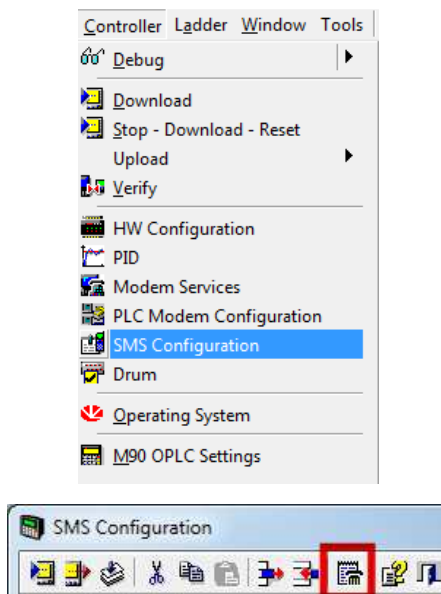 Controller Ladder Window Tools
Debug
Download
Stop - Download - Reset
Upload
Verify
HW Configuration
PID
Modem Services
PLC Modem Configuration
SMS Configuration
Drum
Operating System
M90 OPLC Settings
SMS Configuration